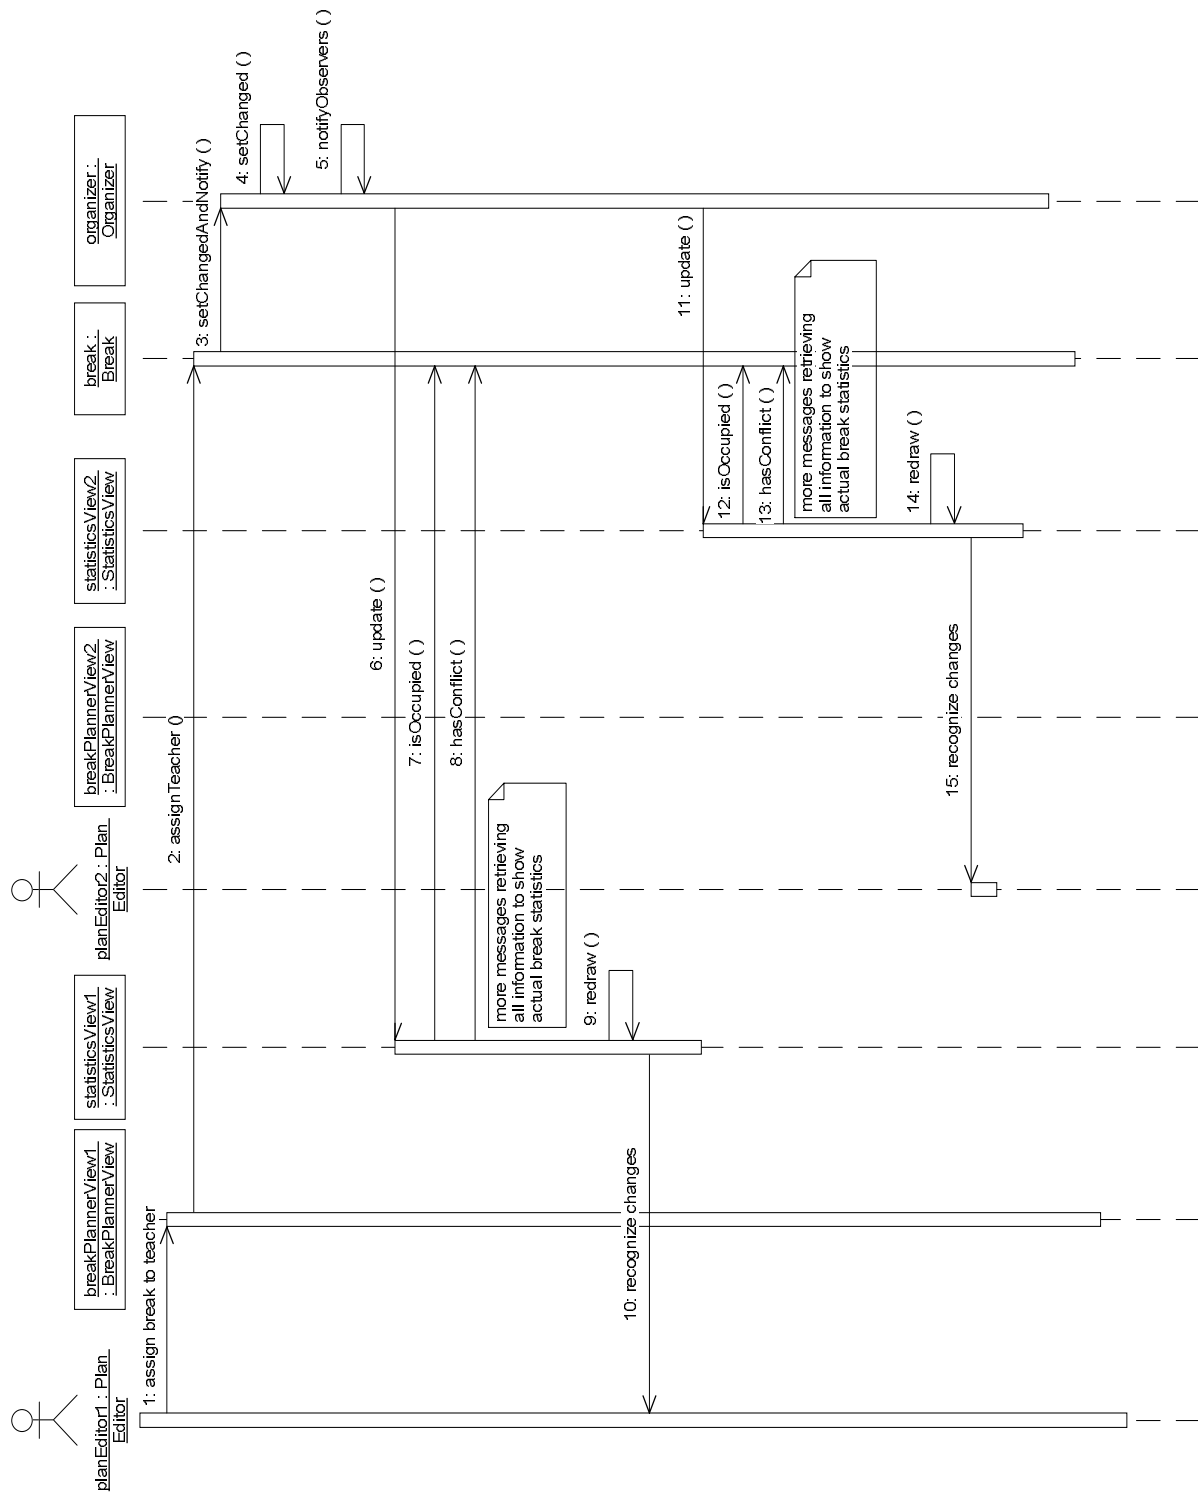 planEditor1 : Plan
Editor
breakPlannerView1
: BreakPlannerView
statisticsView1
: StatisticsView
planEditor2 : Plan
Editor
breakPlannerView2
: BreakPlannerView
statisticsView2
: StatisticsView
break :
Break
organizer :
Organizer
1: assign break to teacher
2: assignTeacher ()
3: setChangedAndNotify ( )
4: setChanged ( )
5: notifyObservers ( )
6: update ( )
7: isOccupied ( )
8: hasConflict ( )
more messages retrieving
all information to show
actual break statistics
9: redraw ( )
10: recognize changes
11: update ( )
12: isOccupied ( )
13: hasConflict ( )
more messages retrieving
all information to show
actual break statistics
14: redraw ( )
15: recognize changes